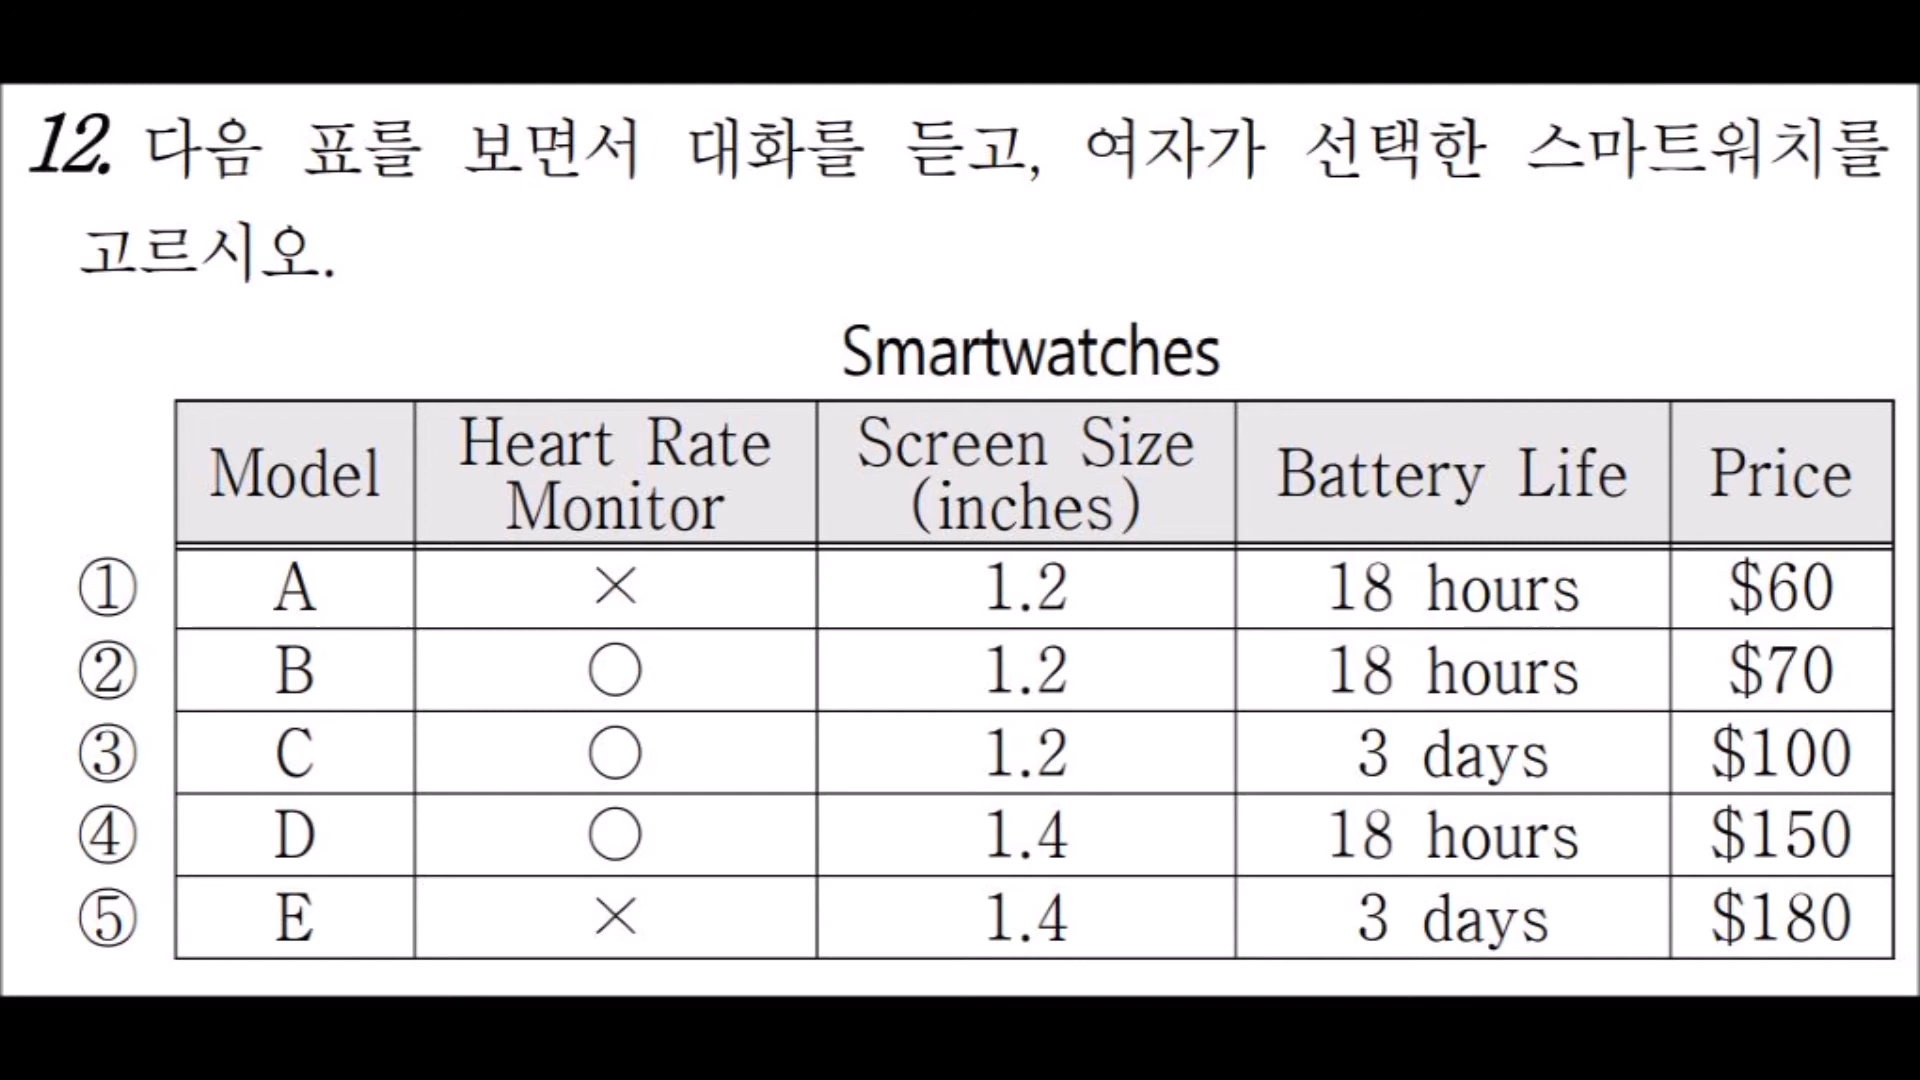 12. 다음 표를 보면서 대화를 듣고, 여자가 선택한 스마트워치를
고르시오.
Smartwatches
Model Heart Rate Monitor Screen Size (inches) Battery Life Price
① A × 1.2 18 hours $60
② B ○ 1.2 18 hours $70
③ C ○ 1.2 3 days $100
④ D ○ 1.4 18 hours $150
⑤ E × 1.4 3 days $180